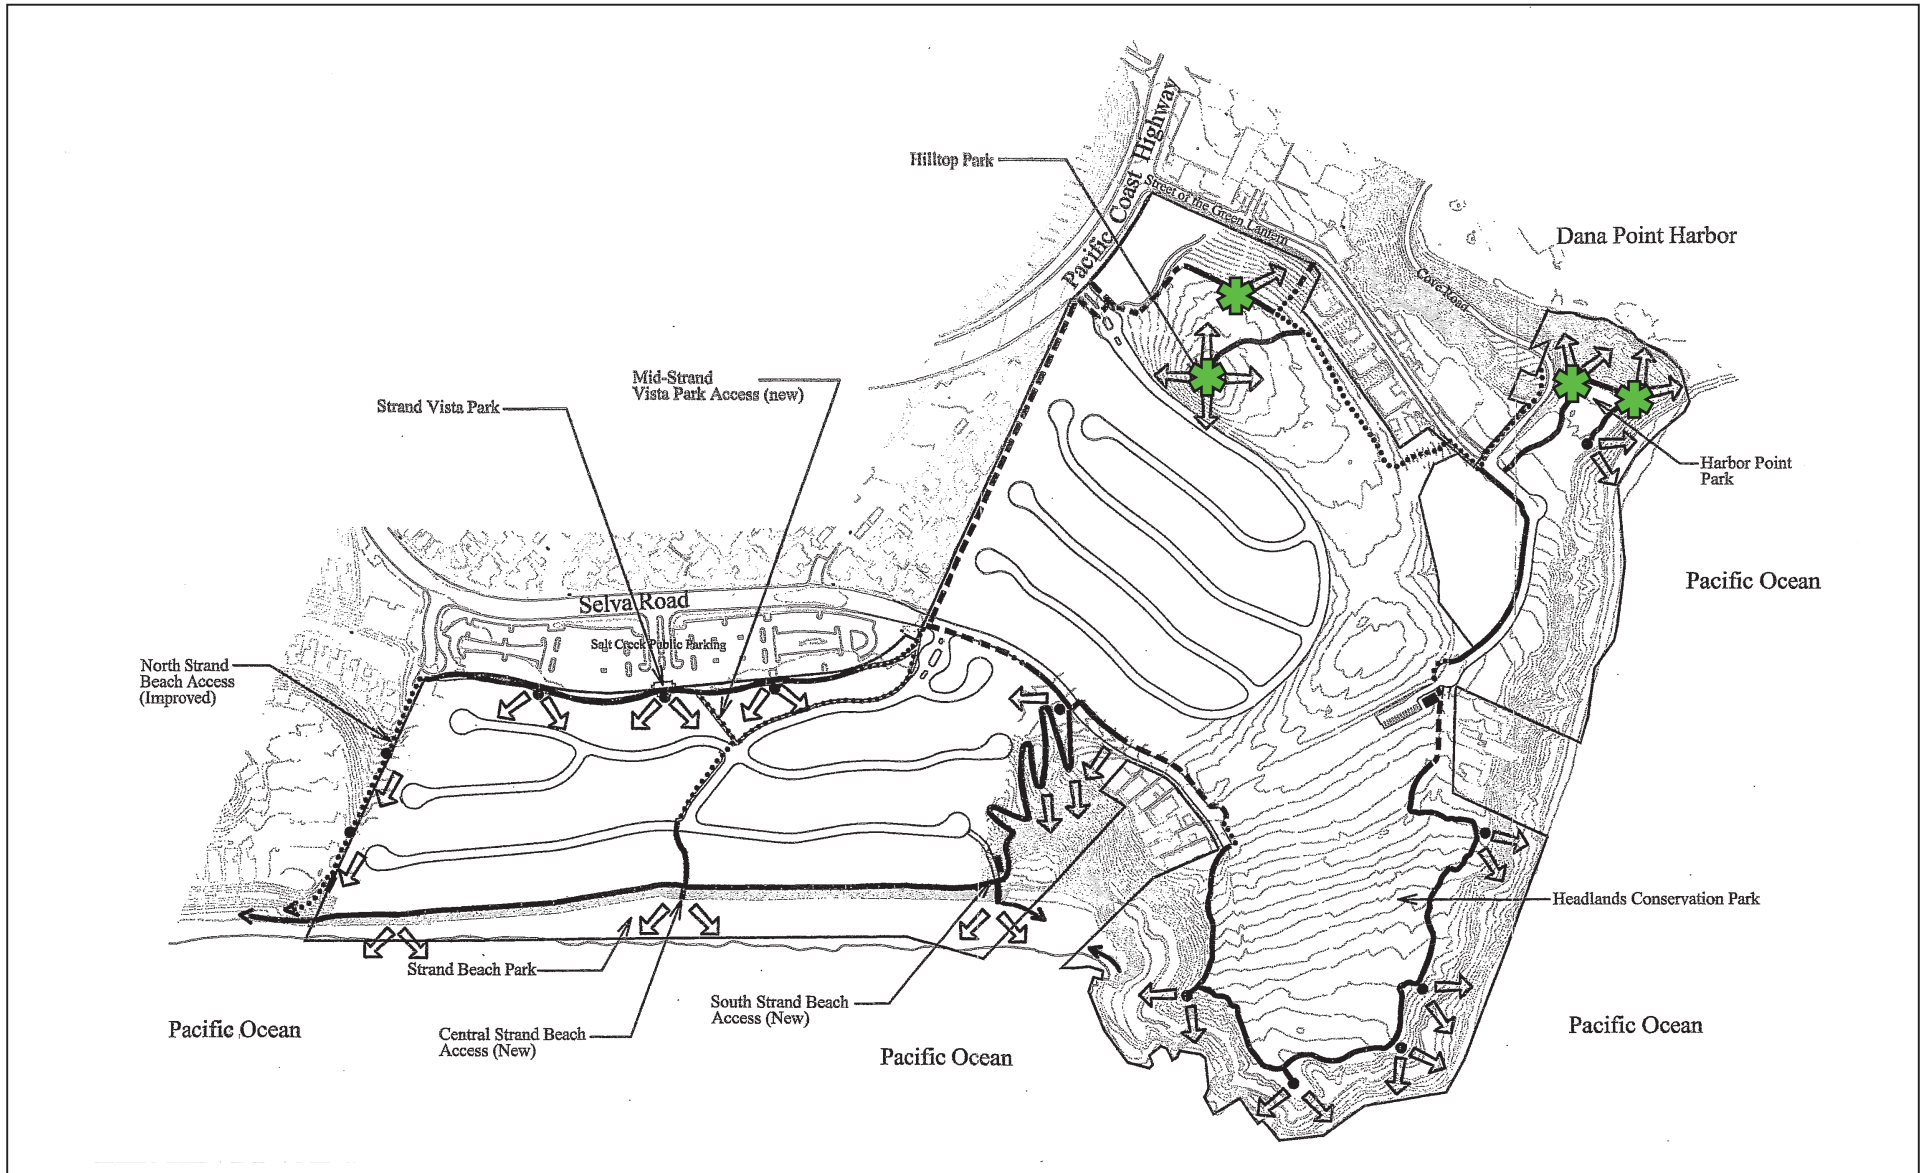 Hilltop Park
Pacific Coast Highway
Street of the Green Lantern
Dana Point Harbor
Cove Road
Mid-Strand
Vista Park Access (new)
Strand Vista Park
Harbor Point
Park
Pacific Ocean
Selva Road
Salt Creek Public Parking
North Strand
Beach Access
(Improved)
Headlands Conservation Park
Strand Beach Park
South Strand Beach
Access (New)
Central Strand Beach
Access (New)
Pacific Ocean
Pacific Ocean
Pacific Ocean